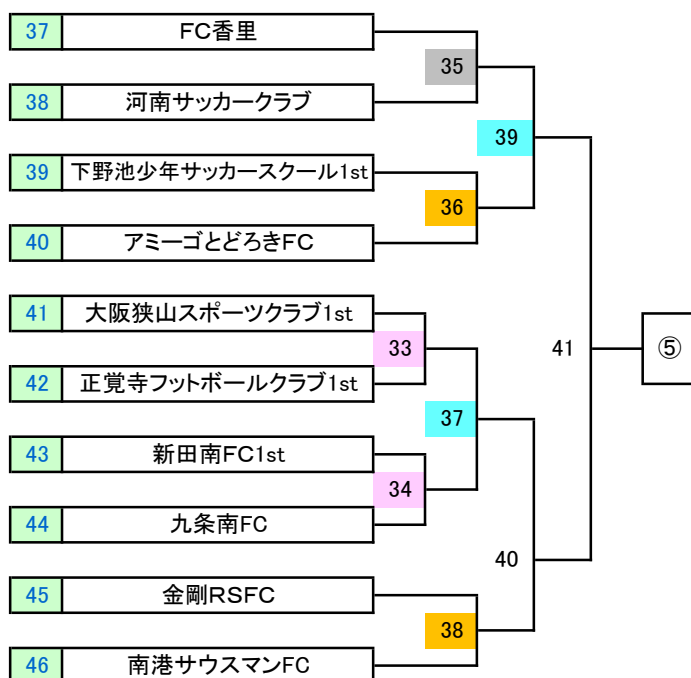 37 FC香里
35
38 河南サッカークラブ
39
39 下野池少年サッカースクール1st
36
40 アミーゴとどろきFC
41 大阪狭山スポーツクラブ1st
33
41
⑤
42 正覚寺フットボールクラブ1st
37
43 新田南FC1st
34
44 九条南FC
40
45 金剛RSFC
38
46 南港サウスマンFC